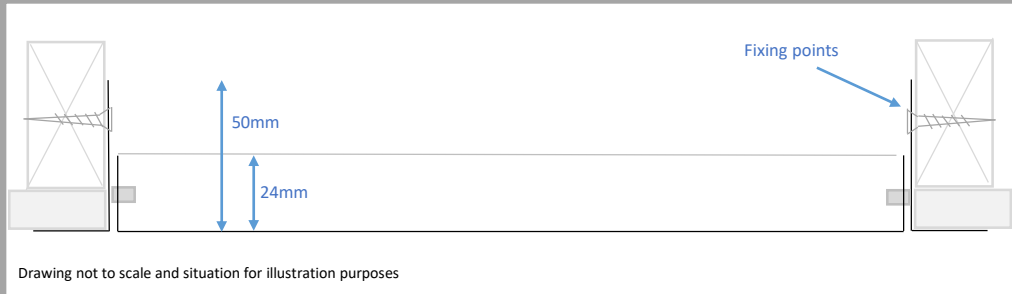 Fixing points
50mm
24mm
Drawing not to scale and situation for illustration purposes